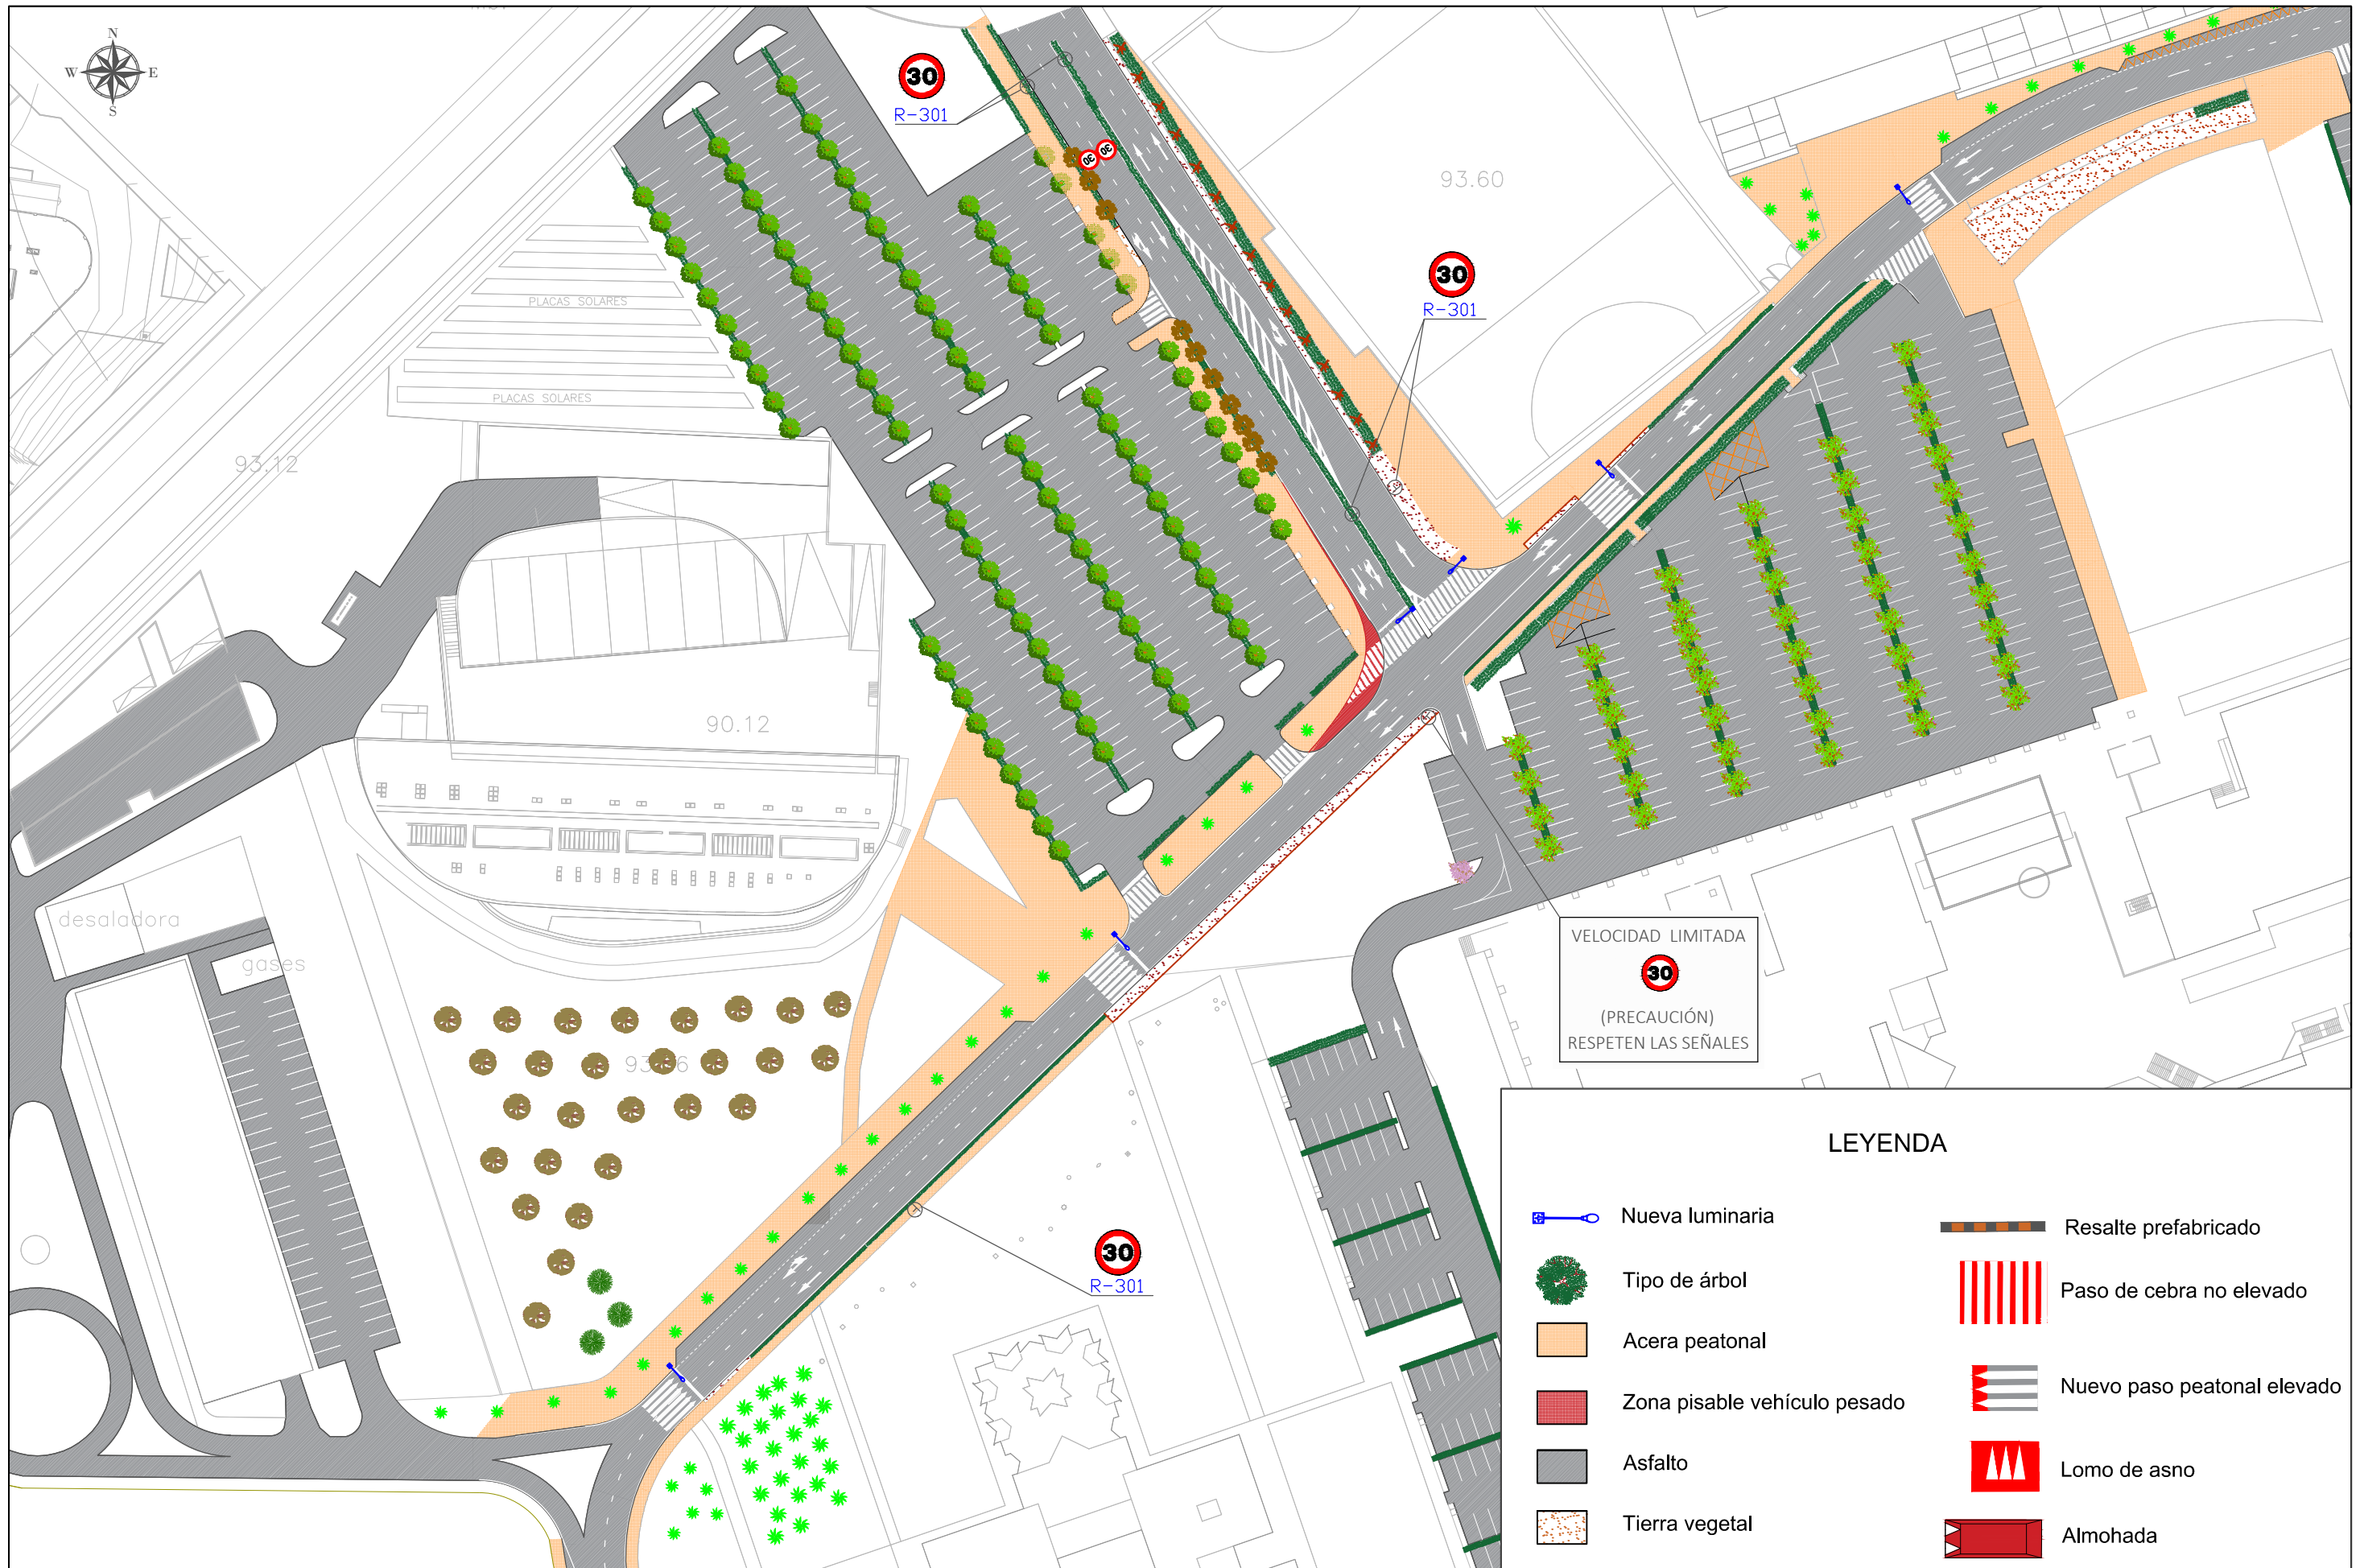 N
W E
S
30
R-301
30
30
93.60
30
R-301
PLACAS SOLARES
PLACAS SOLARES
93.12
90.12
desaladora
gases
VELOCIDAD LIMITADA
30
(PRECAUCIÓN)
RESPETEN LAS SEÑALES
30
R-301
LEYENDA
Nueva luminaria
Tipo de árbol
Acera peatonal
Zona pisable vehículo pesado
Asfalto
Tierra vegetal
Resalte prefabricado
Paso de cebra no elevado
Nuevo paso peatonal elevado
Lomo de asno
Almohada